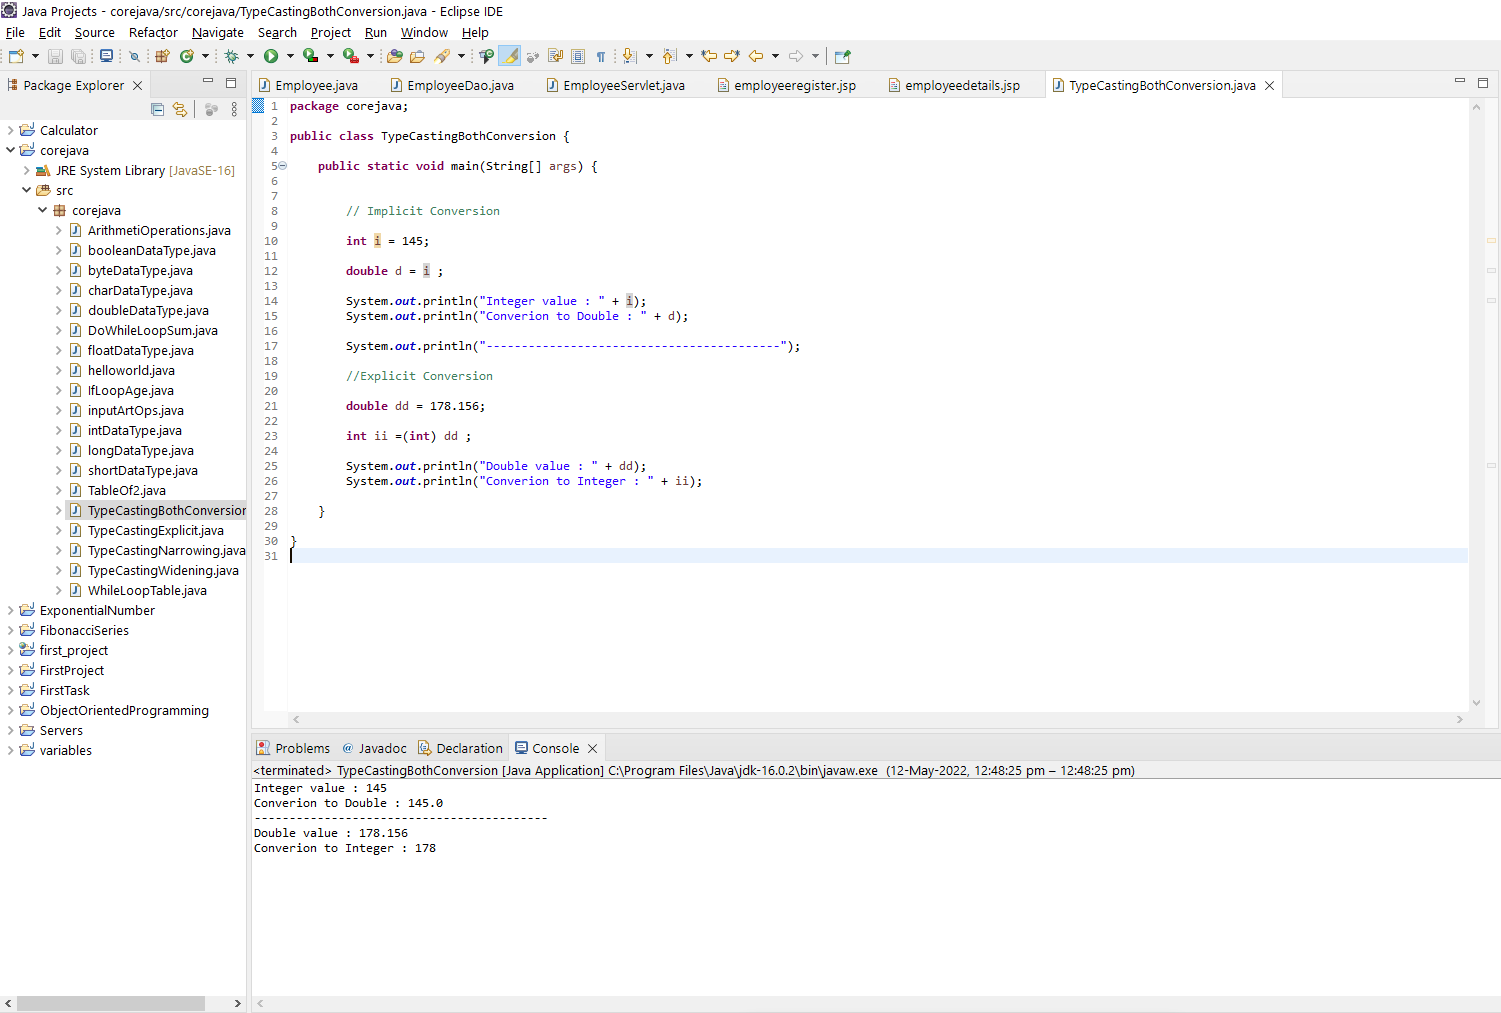 Java Projects - corejava/src/corejava/TypeCastingBothConversion.java - Eclipse IDE
File Edit Source Refactor Navigate Search Project Run Window Help
Package Explorer
Calculator
corejava
JRE System Library [JavaSE-16]
src
corejava
ArithmetiOperations.java
booleanDataType.java
byteDataType.java
charDataType.java
doubleDataType.java
DoWhileLoopSum.java
floatDataType.java
helloworld.java
IfLoopAge.java
inputArtOps.java
intDataType.java
longDataType.java
shortDataType.java
TableOf2.java
TypeCastingBothConversion
TypeCastingExplicit.java
TypeCastingNarrowing.java
TypeCastingWidening.java
WhileLoopTable.java
ExponentialNumber
FibonacciSeries
first_project
FirstProject
FirstTask
ObjectOrientedProgramming
Servers
variables
Employee.java EmployeeDao.java EmployeeServlet.java employeeregister.jsp employeedetails.jsp TypeCastingBothConversion.java
1 package corejava;
2
3 public class TypeCastingBothConversion {
4
5 public static void main(String[] args) {
6
7
8 // Implicit Conversion
9
10 int i = 145;
11
12 double d = i ;
13
14 System.out.println("Integer value : " + i);
15 System.out.println("Converion to Double : " + d);
16
17 System.out.println("------------------------------------------");
18
19 //Explicit Conversion
20
21 double dd = 178.156;
22
23 int ii =(int) dd ;
24
25 System.out.println("Double value : " + dd);
26 System.out.println("Converion to Integer : " + ii);
27
28 }
29
30 }
31
Problems @ Javadoc Declaration Console
<terminated> TypeCastingBothConversion [Java Application] C:\Program Files\Java\jdk-16.0.2\bin\javaw.exe (12-May-2022, 12:48:25 pm – 12:48:25 pm)
Integer value : 145
Converion to Double : 145.0
------------------------------------------
Double value : 178.156
Converion to Integer : 178